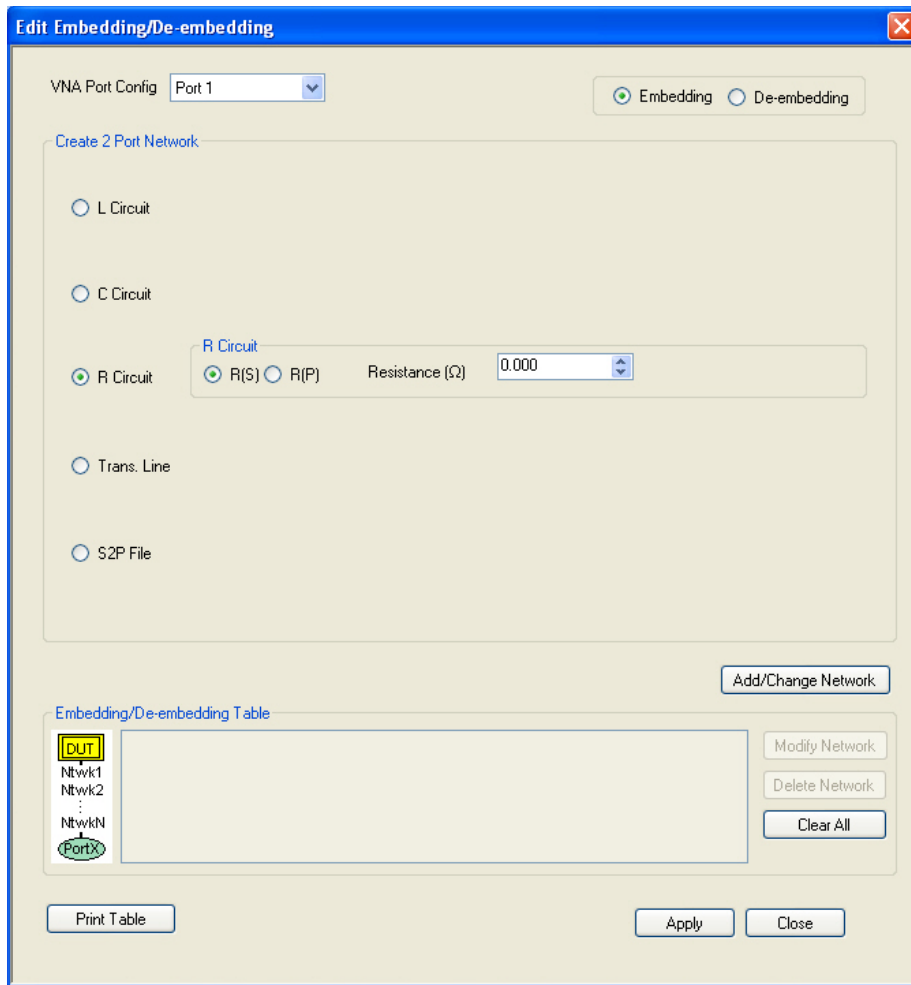 Edit Embedding/De-embedding
VNA Port Config Port 1
Embedding De-embedding
Create 2 Port Network
L Circuit
C Circuit
R Circuit
R Circuit
R(S) R(P) Resistance (Ω) 0.000
Trans. Line
S2P File
Add/Change Network
Embedding/De-embedding Table
DUT
Ntwk1
Ntwk2
⋮
NtwkN
PortX
Modify Network
Delete Network
Clear All
Print Table
Apply Close